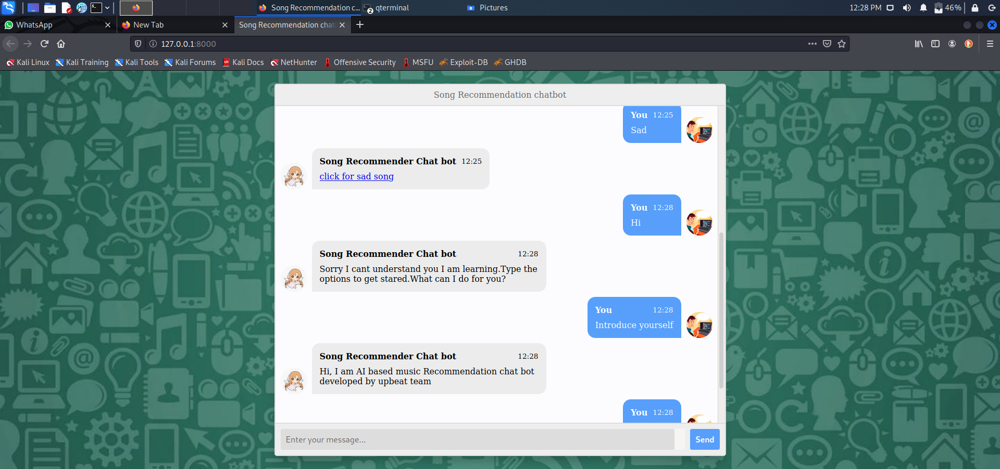 Song Recommendation c...
qterminal
2
Pictures
12:28 PM
46%
WhatsApp
New Tab
Song Recommendation chat
127.0.0.1:8000
Kali Linux
Kali Training
Kali Tools
Kali Forums
Kali Docs
NetHunter
Offensive Security
MSFU
Exploit-DB
GHDB
Song Recommendation chatbot
You 12:25
Sad
Song Recommender Chat bot 12:25
click for sad song
You 12:28
Hi
Song Recommender Chat bot 12:28
Sorry I cant understand you I am learning.Type the
options to get stared.What can I do for you?
You 12:28
Introduce yourself
Song Recommender Chat bot 12:28
Hi, I am AI based music Recommendation chat bot
developed by upbeat team
You 12:28
Enter your message...
Send